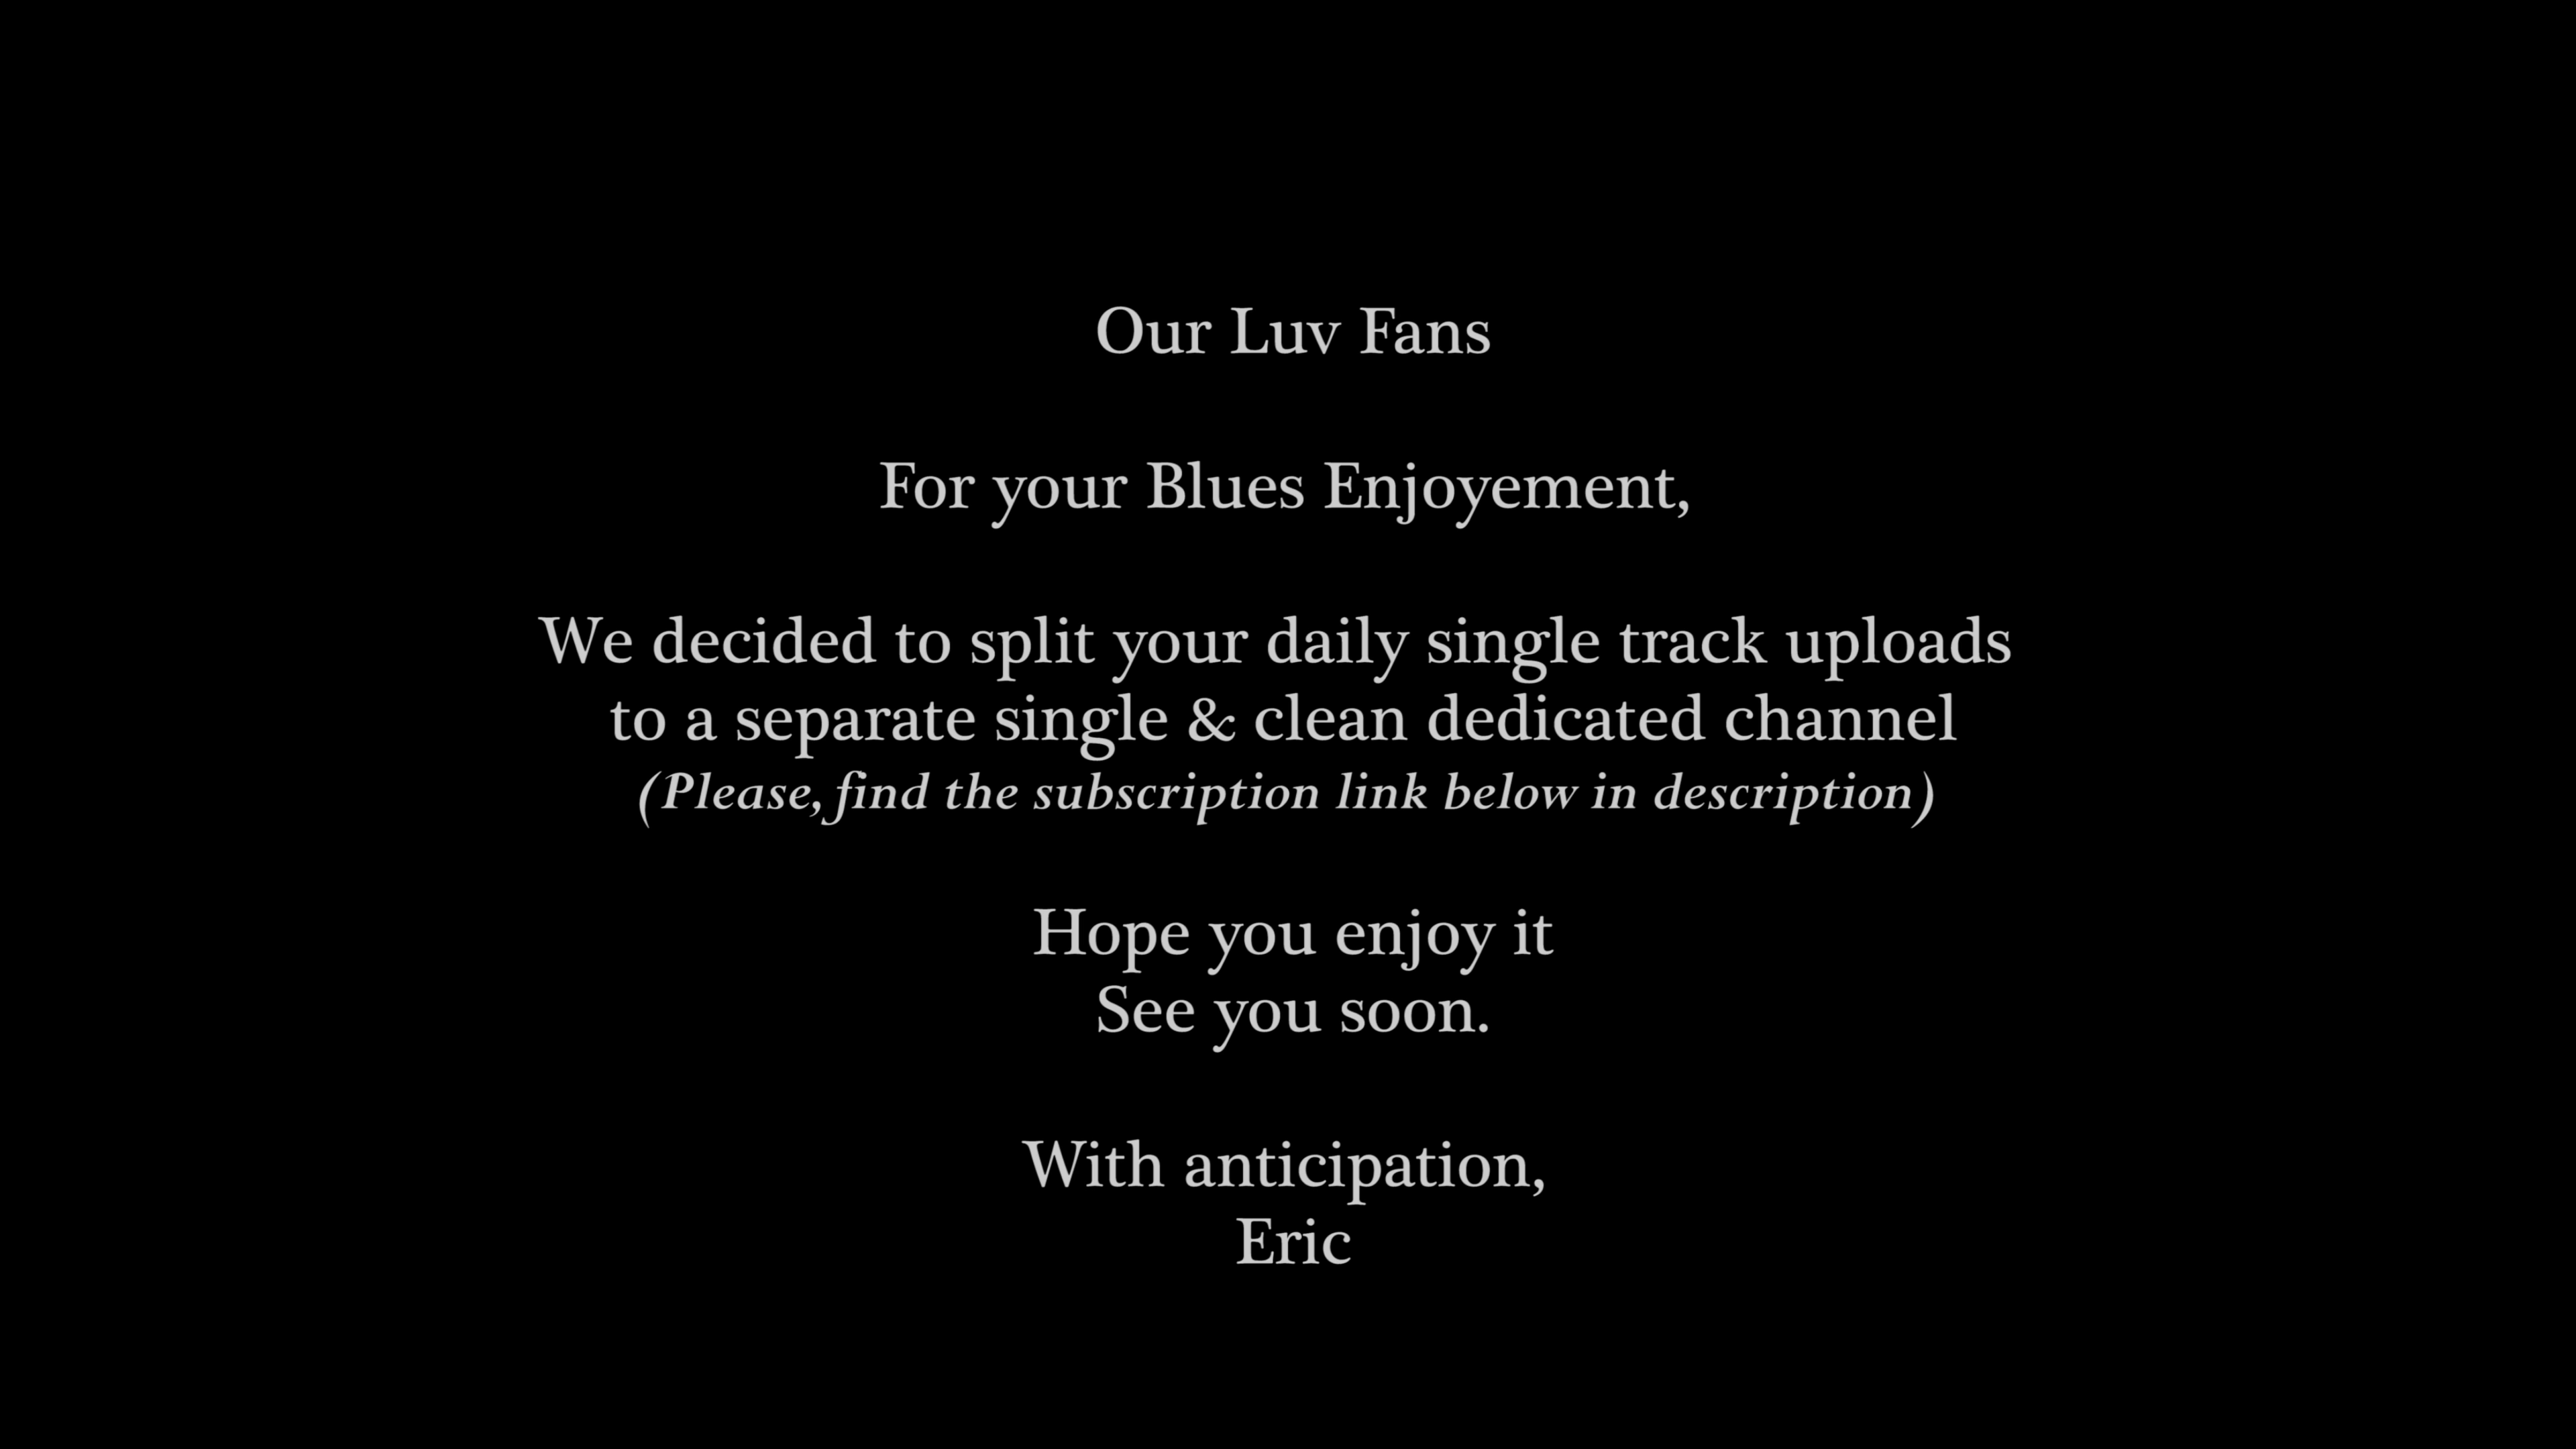 Our Luv Fans
For your Blues Enjoyement,
We decided to split your daily single track uploads
to a separate single & clean dedicated channel
(Please, find the subscription link below in description)
Hope you enjoy it
See you soon.
With anticipation,
Eric